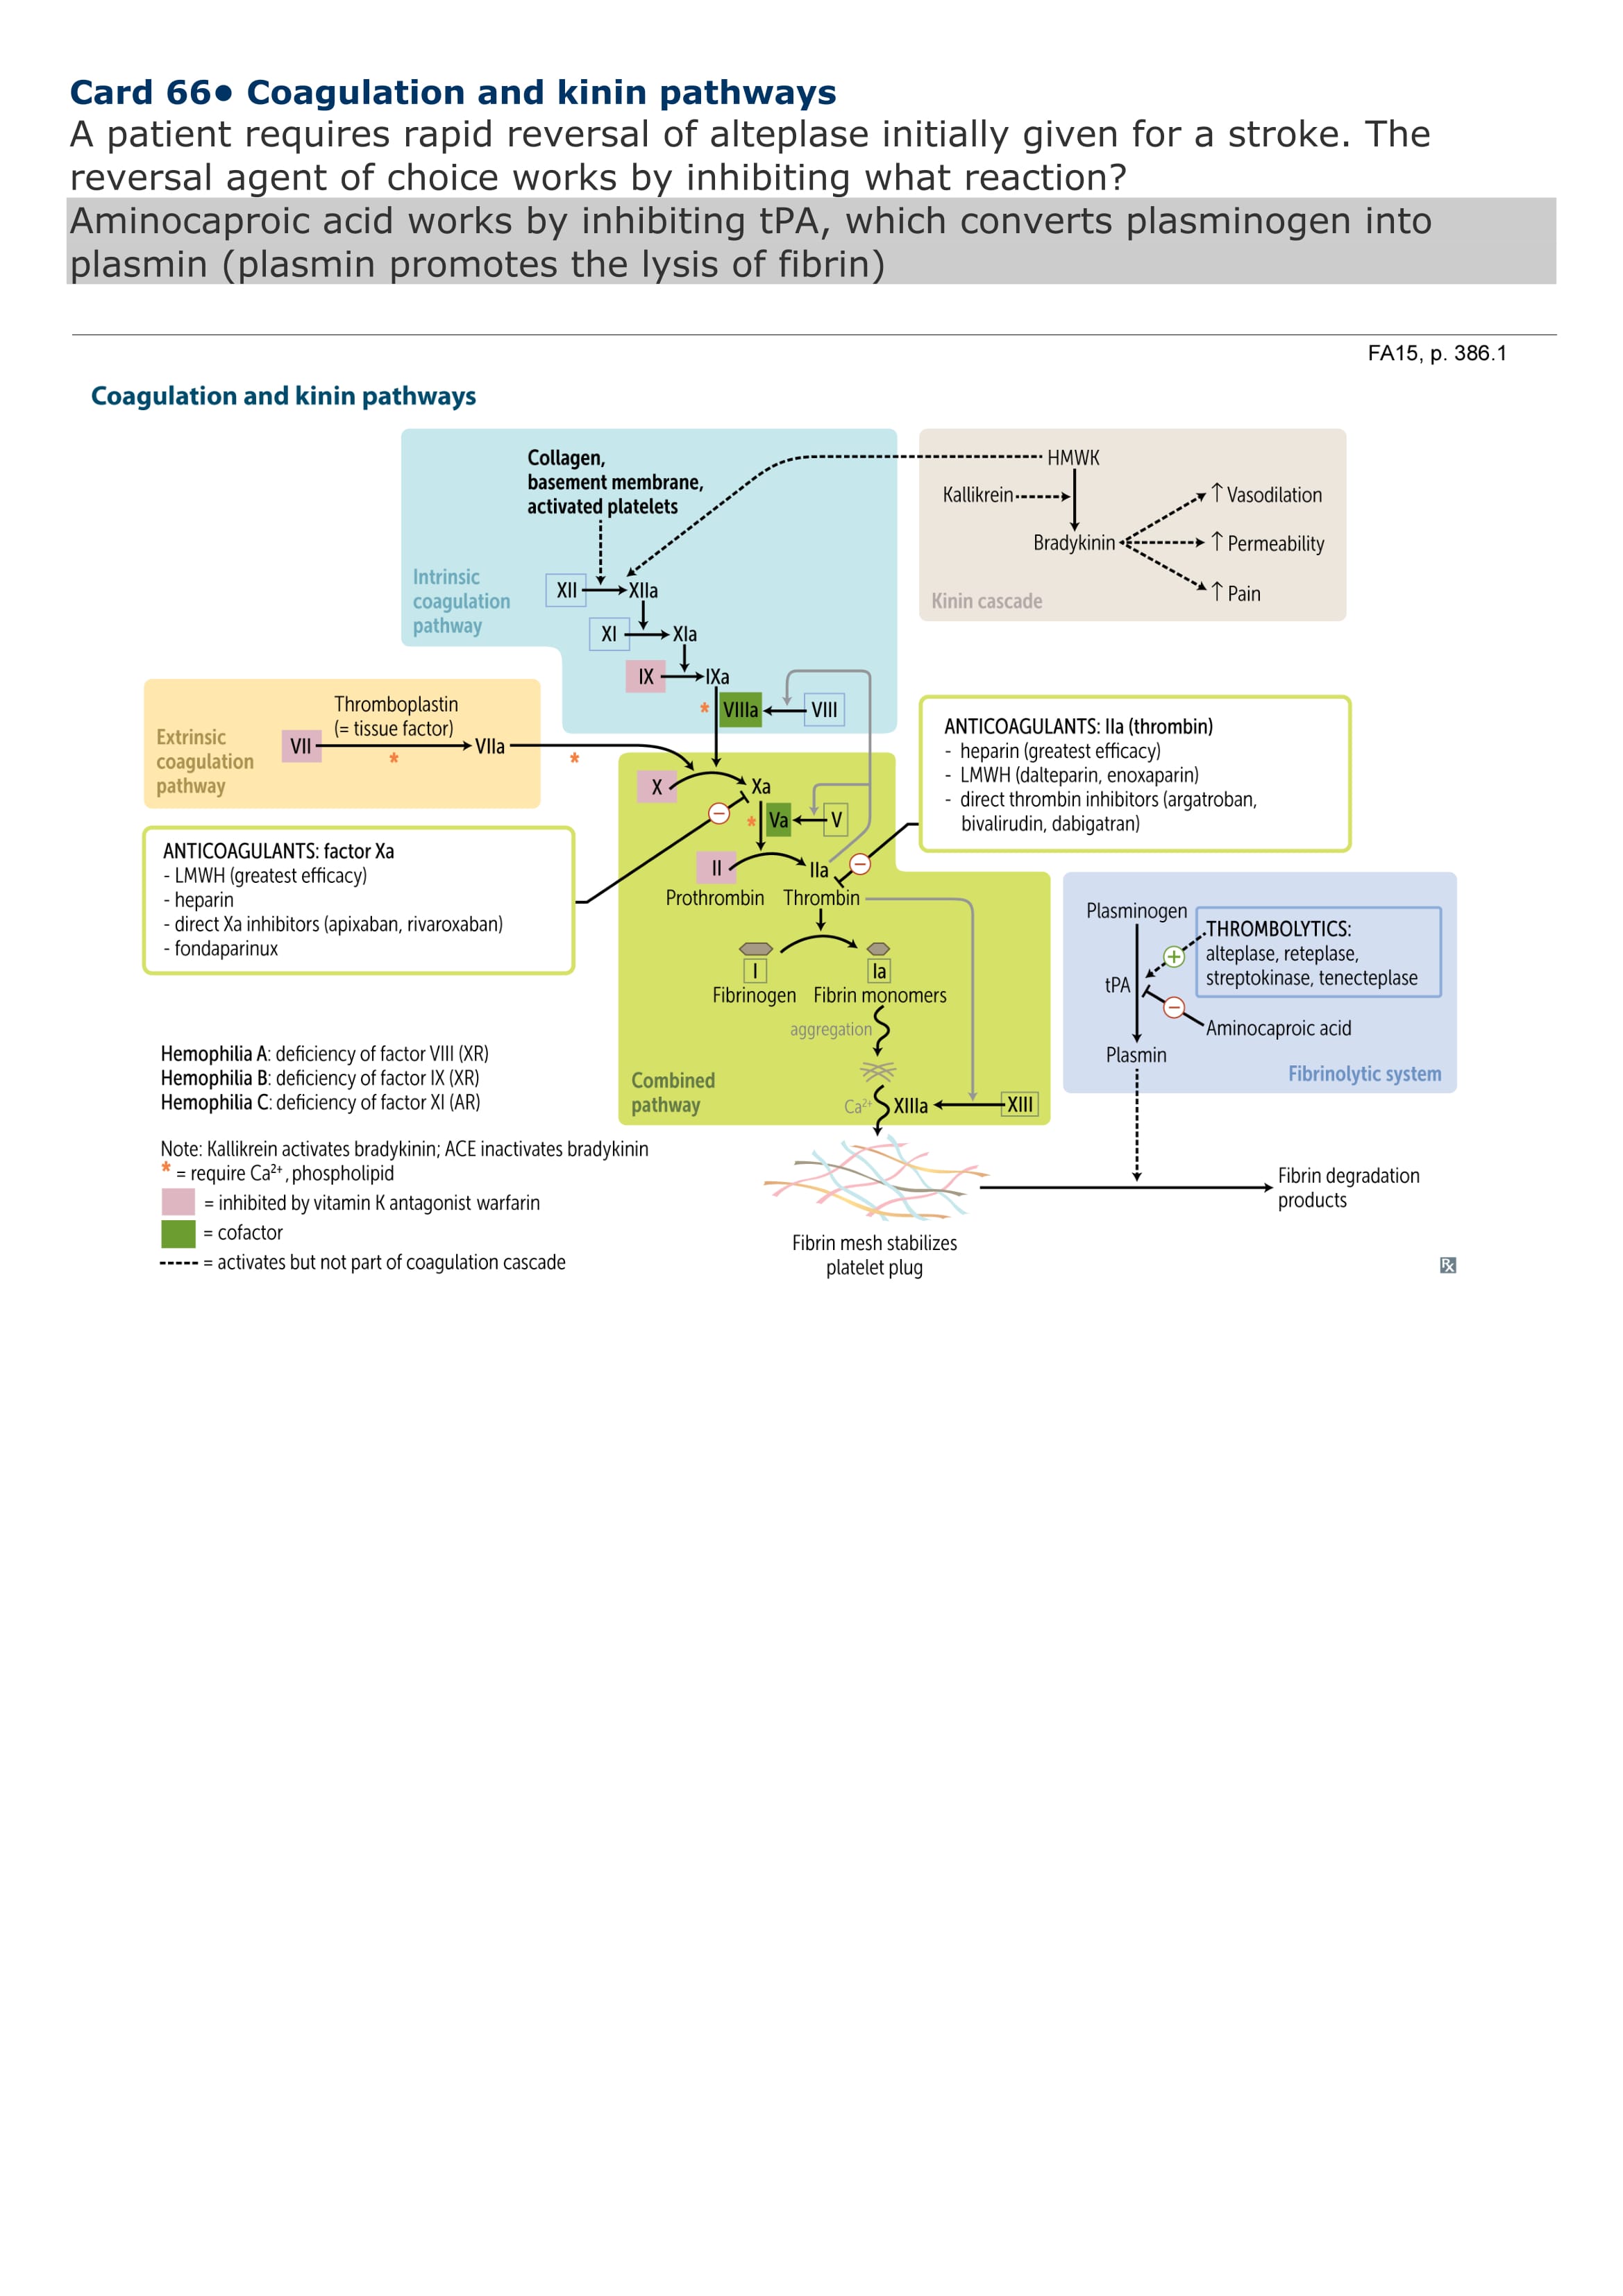 Card 66● Coagulation and kinin pathways
A patient requires rapid reversal of alteplase initially given for a stroke. The
reversal agent of choice works by inhibiting what reaction?
Aminocaproic acid works by inhibiting tPA, which converts plasminogen into
plasmin (plasmin promotes the lysis of fibrin)
FA15, p. 386.1
Coagulation and kinin pathways
Collagen,
basement membrane,
activated platelets
Intrinsic
coagulation
pathway
XII
XIIa
XI
XIa
IX
IXa
* VIIIa
VIII
HMWK
Kallikrein
Bradykinin
↑ Vasodilation
↑ Permeability
↑ Pain
Kinin cascade
Thromboplastin
(= tissue factor)
Extrinsic
coagulation
pathway
VII
VIIa
*
*
X
Xa
* Va
V
II
IIa
Prothrombin
Thrombin
−
−
ANTICOAGULANTS: IIa (thrombin)
- heparin (greatest efficacy)
- LMWH (dalteparin, enoxaparin)
- direct thrombin inhibitors (argatroban,
bivalirudin, dabigatran)
ANTICOAGULANTS: factor Xa
- LMWH (greatest efficacy)
- heparin
- direct Xa inhibitors (apixaban, rivaroxaban)
- fondaparinux
I
Ia
Fibrinogen
Fibrin monomers
aggregation
Combined
pathway
Ca²⁺
XIIIa
XIII
Plasminogen
THROMBOLYTICS:
alteplase, reteplase,
streptokinase, tenecteplase
+
tPA
−
Aminocaproic acid
Plasmin
Fibrinolytic system
Hemophilia A: deficiency of factor VIII (XR)
Hemophilia B: deficiency of factor IX (XR)
Hemophilia C: deficiency of factor XI (AR)
Note: Kallikrein activates bradykinin; ACE inactivates bradykinin
* = require Ca²⁺, phospholipid
= inhibited by vitamin K antagonist warfarin
= cofactor
----- = activates but not part of coagulation cascade
Fibrin degradation
products
Fibrin mesh stabilizes
platelet plug
℞